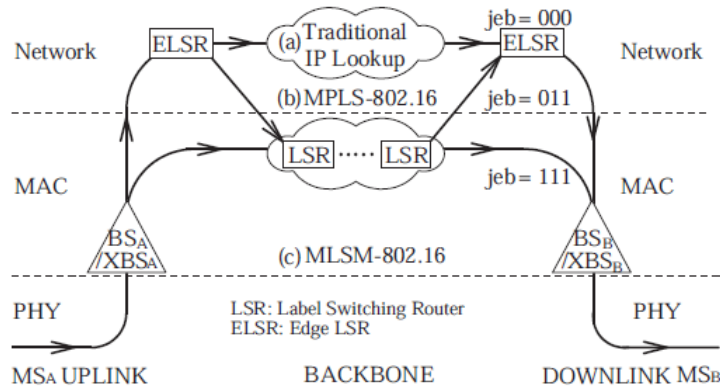 jeb= 000
Network
ELSR
(a)
Traditional
IP Lookup
ELSR
Network
(b) MPLS-802.16
jeb= 011
LSR ····· LSR
MAC
jeb= 111
MAC
BSA
/XBSA
(c) MLSM-802.16
BSB
/XBSB
PHY
LSR: Label Switching Router
ELSR: Edge LSR
PHY
MSA UPLINK
BACKBONE
DOWNLINK MSB